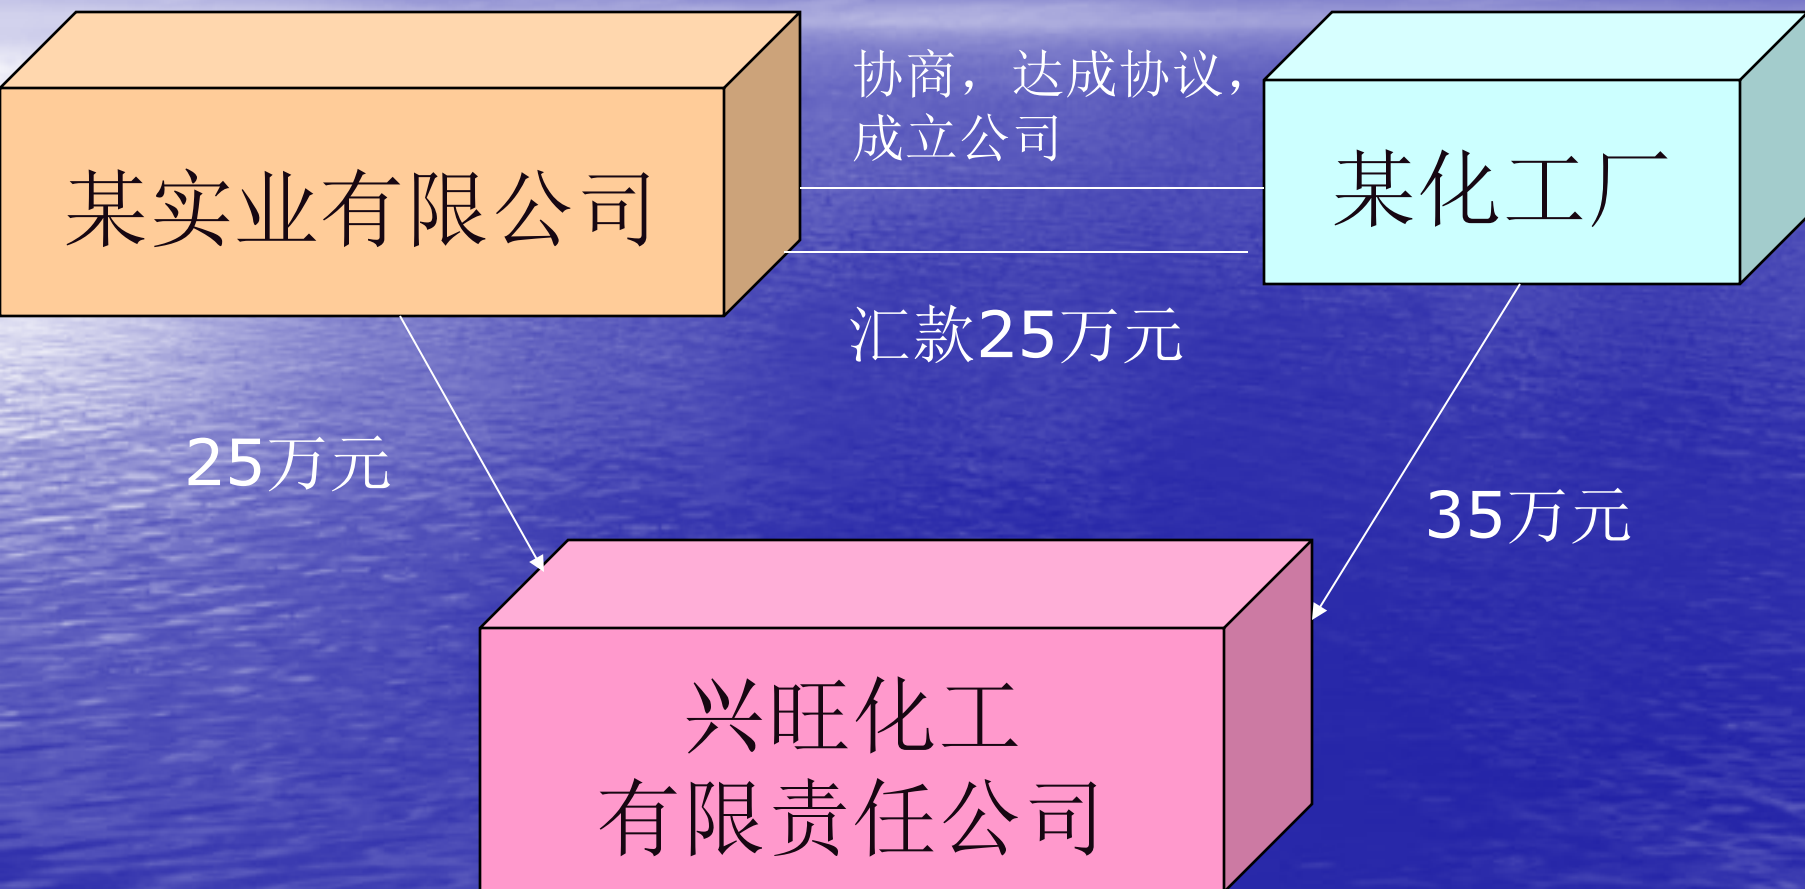 协商，达成协议，
成立公司
某实业有限公司
某化工厂
汇款25万元
25万元
35万元
兴旺化工
有限责任公司